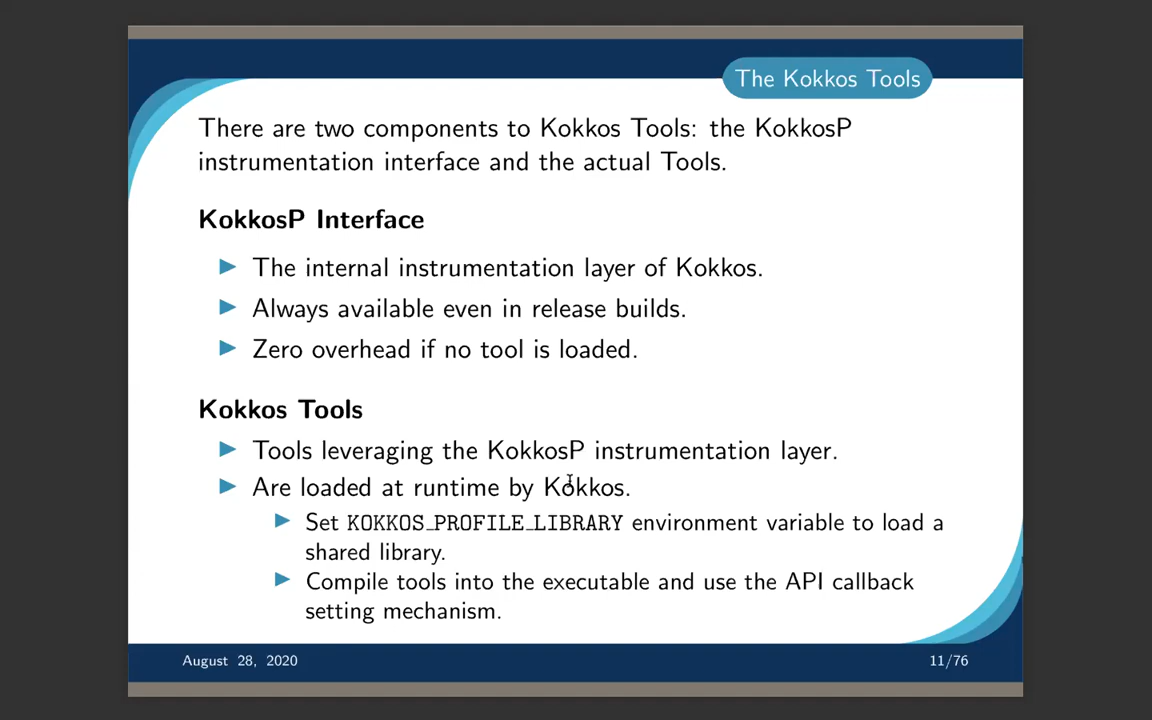 The Kokkos Tools
There are two components to Kokkos Tools: the KokkosP
instrumentation interface and the actual Tools.
KokkosP Interface
The internal instrumentation layer of Kokkos.
Always available even in release builds.
Zero overhead if no tool is loaded.
Kokkos Tools
Tools leveraging the KokkosP instrumentation layer.
Are loaded at runtime by Kokkos.
Set KOKKOS_PROFILE_LIBRARY environment variable to load a
shared library.
Compile tools into the executable and use the API callback
setting mechanism.
August 28, 2020
11/76